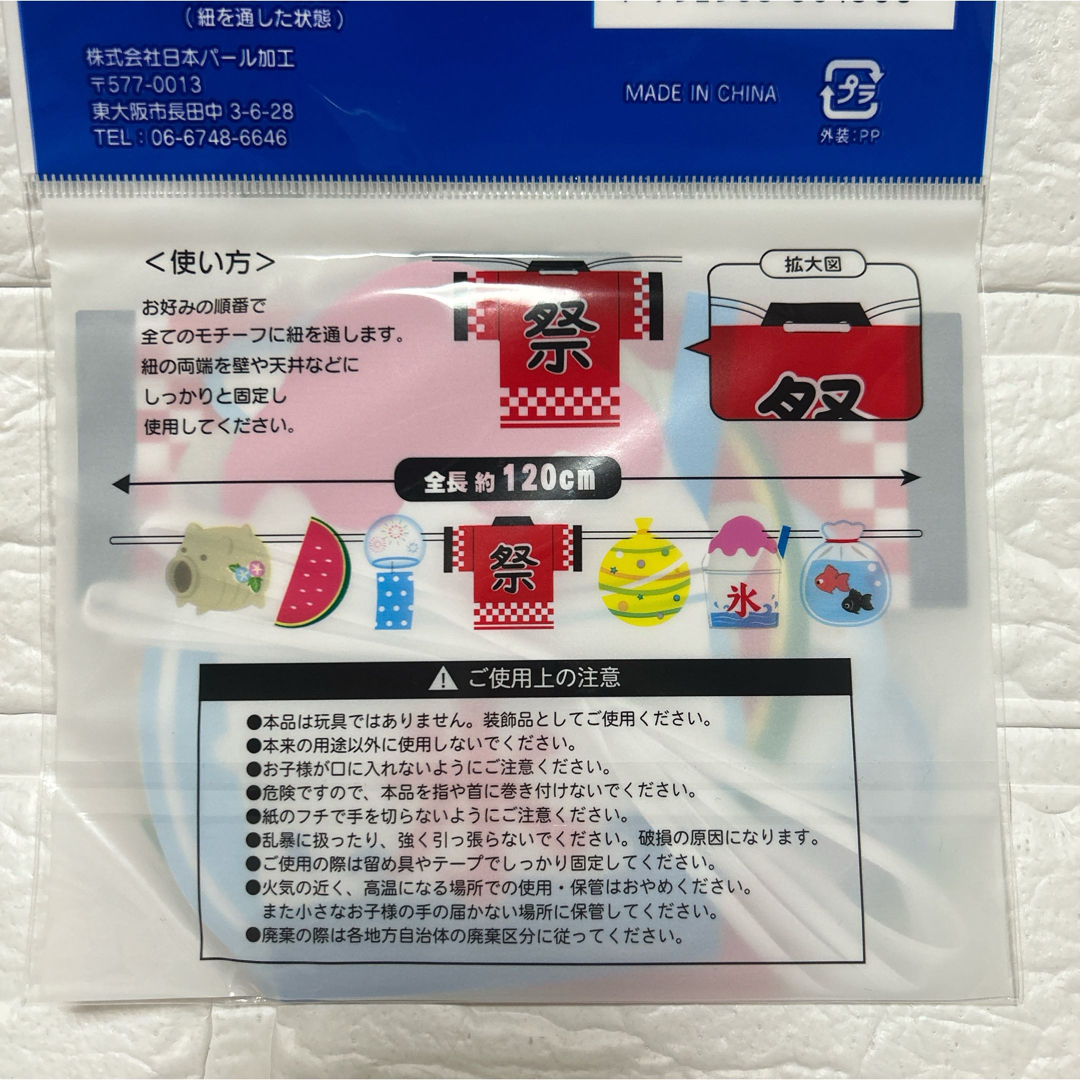 (紐を通した状態)
株式会社日本パール加工
〒577-0013
東大阪市長田中 3-6-28
TEL：06-6748-6646
MADE IN CHINA
プラ
外装：PP
＜使い方＞
お好みの順番で
全てのモチーフに紐を通します。
紐の両端を壁や天井などに
しっかりと固定し
使用してください。
祭
拡大図
祭
全長 約 120cm
祭
氷
⚠ ご使用上の注意
●本品は玩具ではありません。装飾品としてご使用ください。
●本来の用途以外に使用しないでください。
●お子様が口に入れないようにご注意ください。
●危険ですので、本品を指や首に巻き付けないでください。
●紙のフチで手を切らないようにご注意ください。
●乱暴に扱ったり、強く引っ張らないでください。破損の原因になります。
●ご使用の際は留め具やテープでしっかり固定してください。
●火気の近く、高温になる場所での使用・保管はおやめください。
また小さなお子様の手の届かない場所に保管してください。
●廃棄の際は各地方自治体の廃棄区分に従ってください。